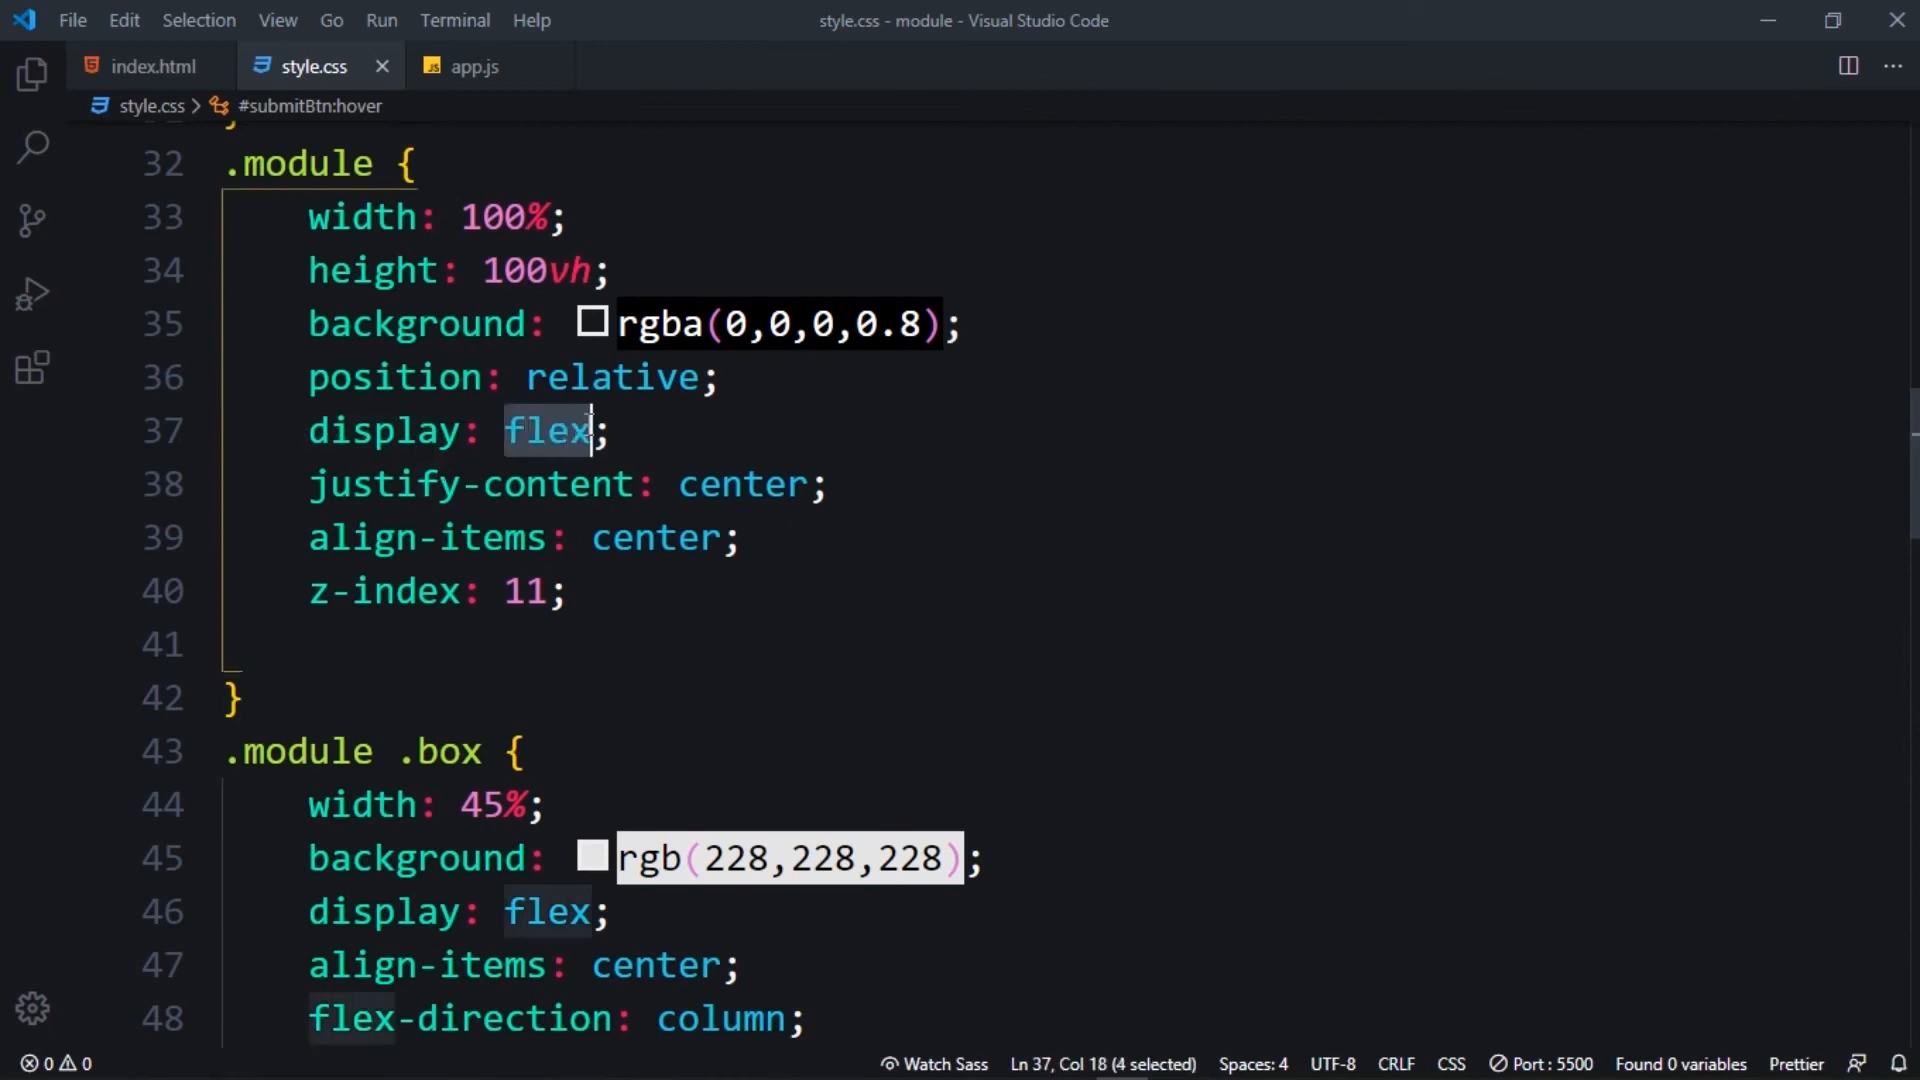 File Edit Selection View Go Run Terminal Help style.css - module - Visual Studio Code
index.html style.css app.js
style.css > #submitBtn:hover
32 .module {
33 width: 100%;
34 height: 100vh;
35 background: rgba(0,0,0,0.8);
36 position: relative;
37 display: flex;
38 justify-content: center;
39 align-items: center;
40 z-index: 11;
41
42 }
43 .module .box {
44 width: 45%;
45 background: rgb(228,228,228);
46 display: flex;
47 align-items: center;
48 flex-direction: column;
0 0 Watch Sass Ln 37, Col 18 (4 selected) Spaces: 4 UTF-8 CRLF CSS Port : 5500 Found 0 variables Prettier